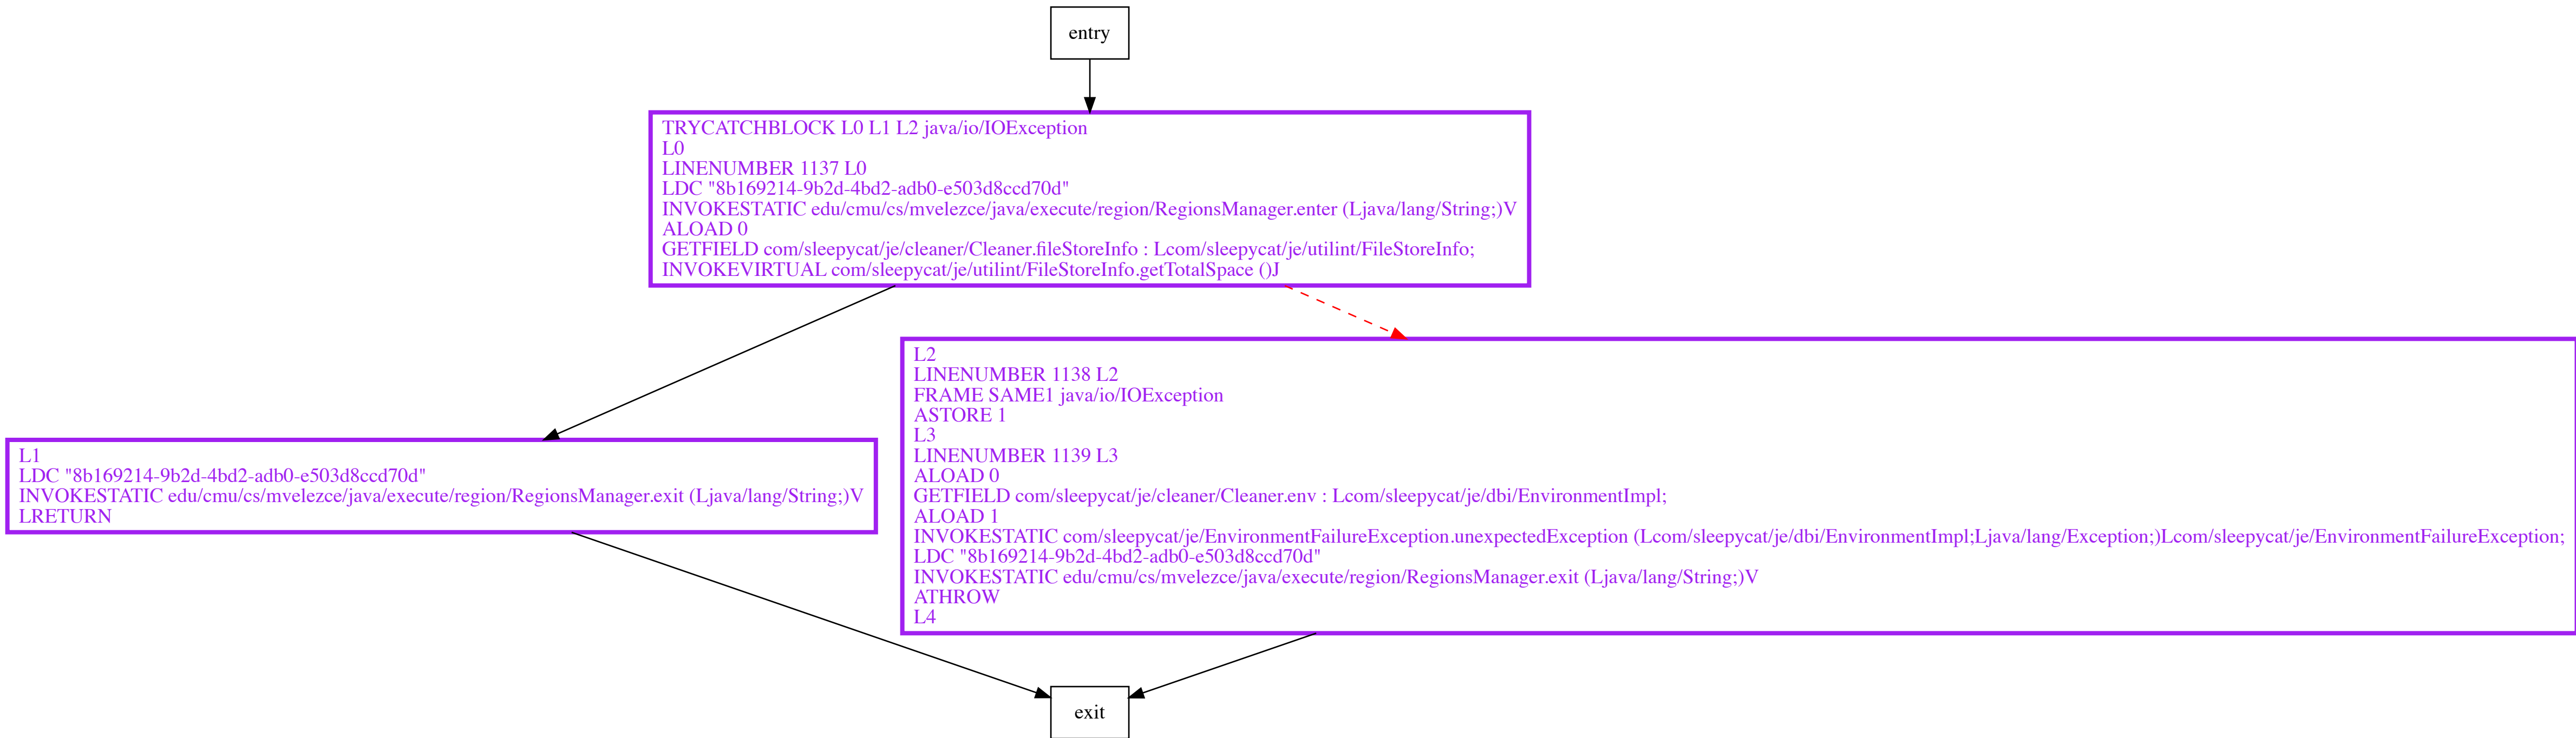 entry
TRYCATCHBLOCK L0 L1 L2 java/io/IOException
L0
LINENUMBER 1137 L0
LDC "8b169214-9b2d-4bd2-adb0-e503d8ccd70d"
INVOKESTATIC edu/cmu/cs/mvelezce/java/execute/region/RegionsManager.enter (Ljava/lang/String;)V
ALOAD 0
GETFIELD com/sleepycat/je/cleaner/Cleaner.fileStoreInfo : Lcom/sleepycat/je/utilint/FileStoreInfo;
INVOKEVIRTUAL com/sleepycat/je/utilint/FileStoreInfo.getTotalSpace ()J
L1
LDC "8b169214-9b2d-4bd2-adb0-e503d8ccd70d"
INVOKESTATIC edu/cmu/cs/mvelezce/java/execute/region/RegionsManager.exit (Ljava/lang/String;)V
LRETURN
L2
LINENUMBER 1138 L2
FRAME SAME1 java/io/IOException
ASTORE 1
L3
LINENUMBER 1139 L3
ALOAD 0
GETFIELD com/sleepycat/je/cleaner/Cleaner.env : Lcom/sleepycat/je/dbi/EnvironmentImpl;
ALOAD 1
INVOKESTATIC com/sleepycat/je/EnvironmentFailureException.unexpectedException (Lcom/sleepycat/je/dbi/EnvironmentImpl;Ljava/lang/Exception;)Lcom/sleepycat/je/EnvironmentFailureException;
LDC "8b169214-9b2d-4bd2-adb0-e503d8ccd70d"
INVOKESTATIC edu/cmu/cs/mvelezce/java/execute/region/RegionsManager.exit (Ljava/lang/String;)V
ATHROW
L4
exit